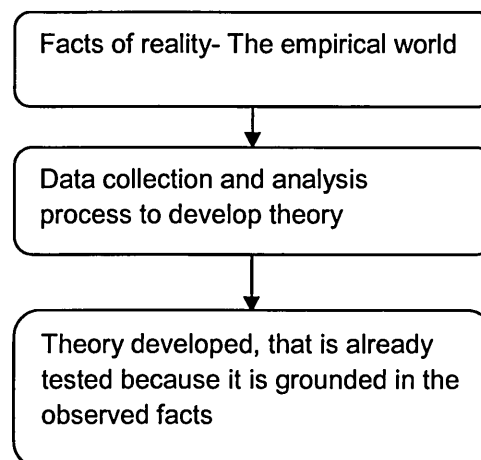 Facts of reality- The empirical world
Data collection and analysis
process to develop theory
Theory developed, that is already
tested because it is grounded in the
observed facts